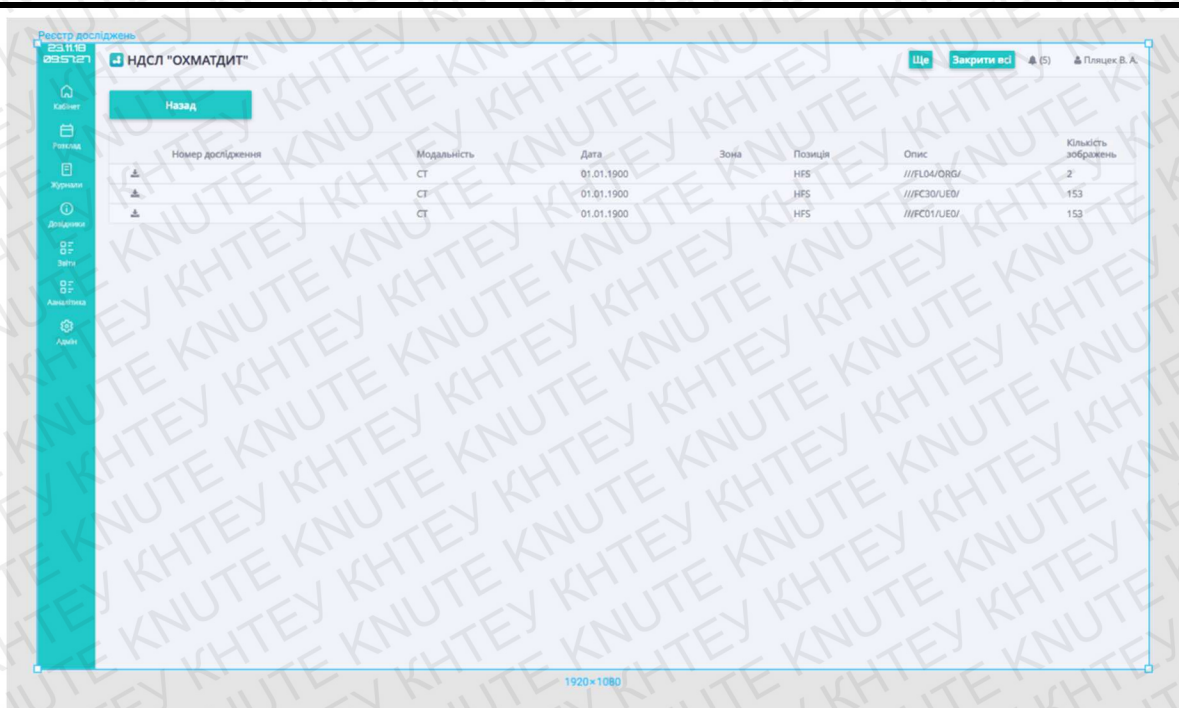 Реєстр досліджень
23.11.18
09:57:27
НДСЛ "ОХМАТДИТ"
Ще
Закрити всі
(5)
Пляцек В. А.
Кабінет
Розклад
Журнали
Довідники
Звіти
Аналітика
Адмін
Назад
Номер дослідження Модальність Дата Зона Позиція Опис Кількість зображень
CT 01.01.1900 HFS ///FL04/ORG/ 2
CT 01.01.1900 HFS ///FC30/UE0/ 153
CT 01.01.1900 HFS ///FC01/UE0/ 153
1920×1080
КНТЕУ KNUTE